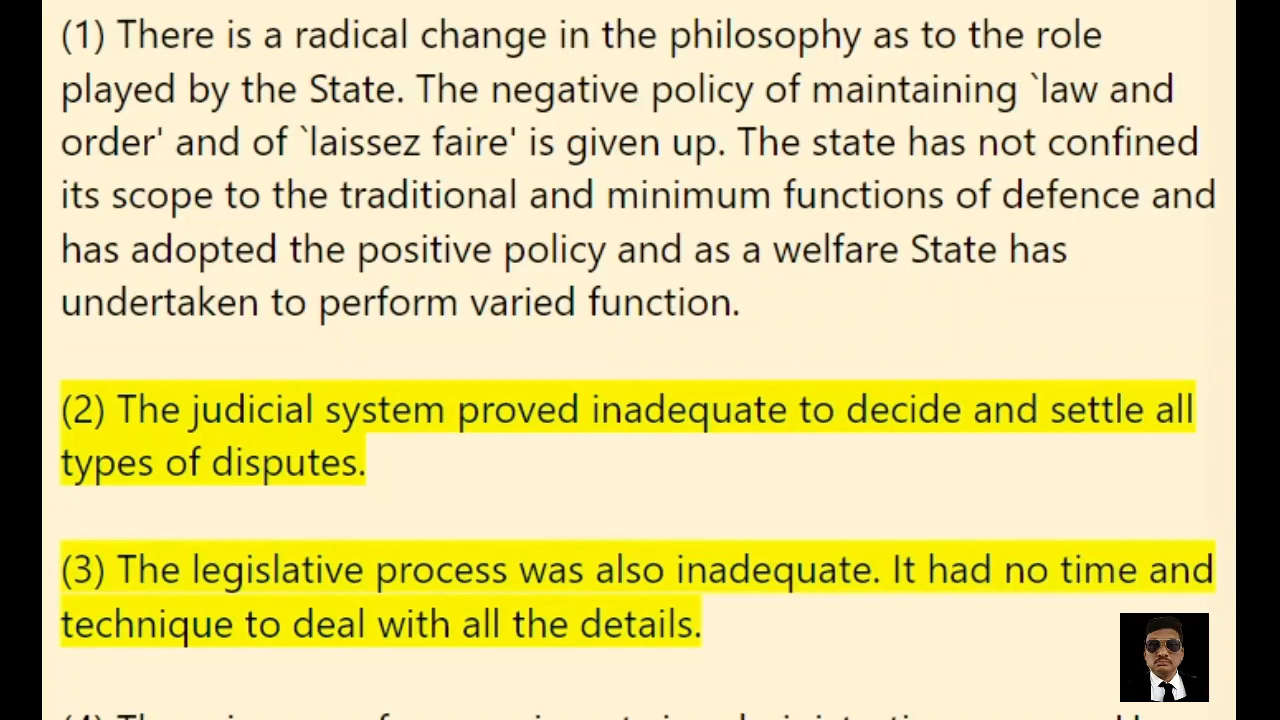 (1) There is a radical change in the philosophy as to the role
played by the State. The negative policy of maintaining `law and
order' and of `laissez faire' is given up. The state has not confined
its scope to the traditional and minimum functions of defence and
has adopted the positive policy and as a welfare State has
undertaken to perform varied function.
(2) The judicial system proved inadequate to decide and settle all
types of disputes.
(3) The legislative process was also inadequate. It had no time and
technique to deal with all the details.